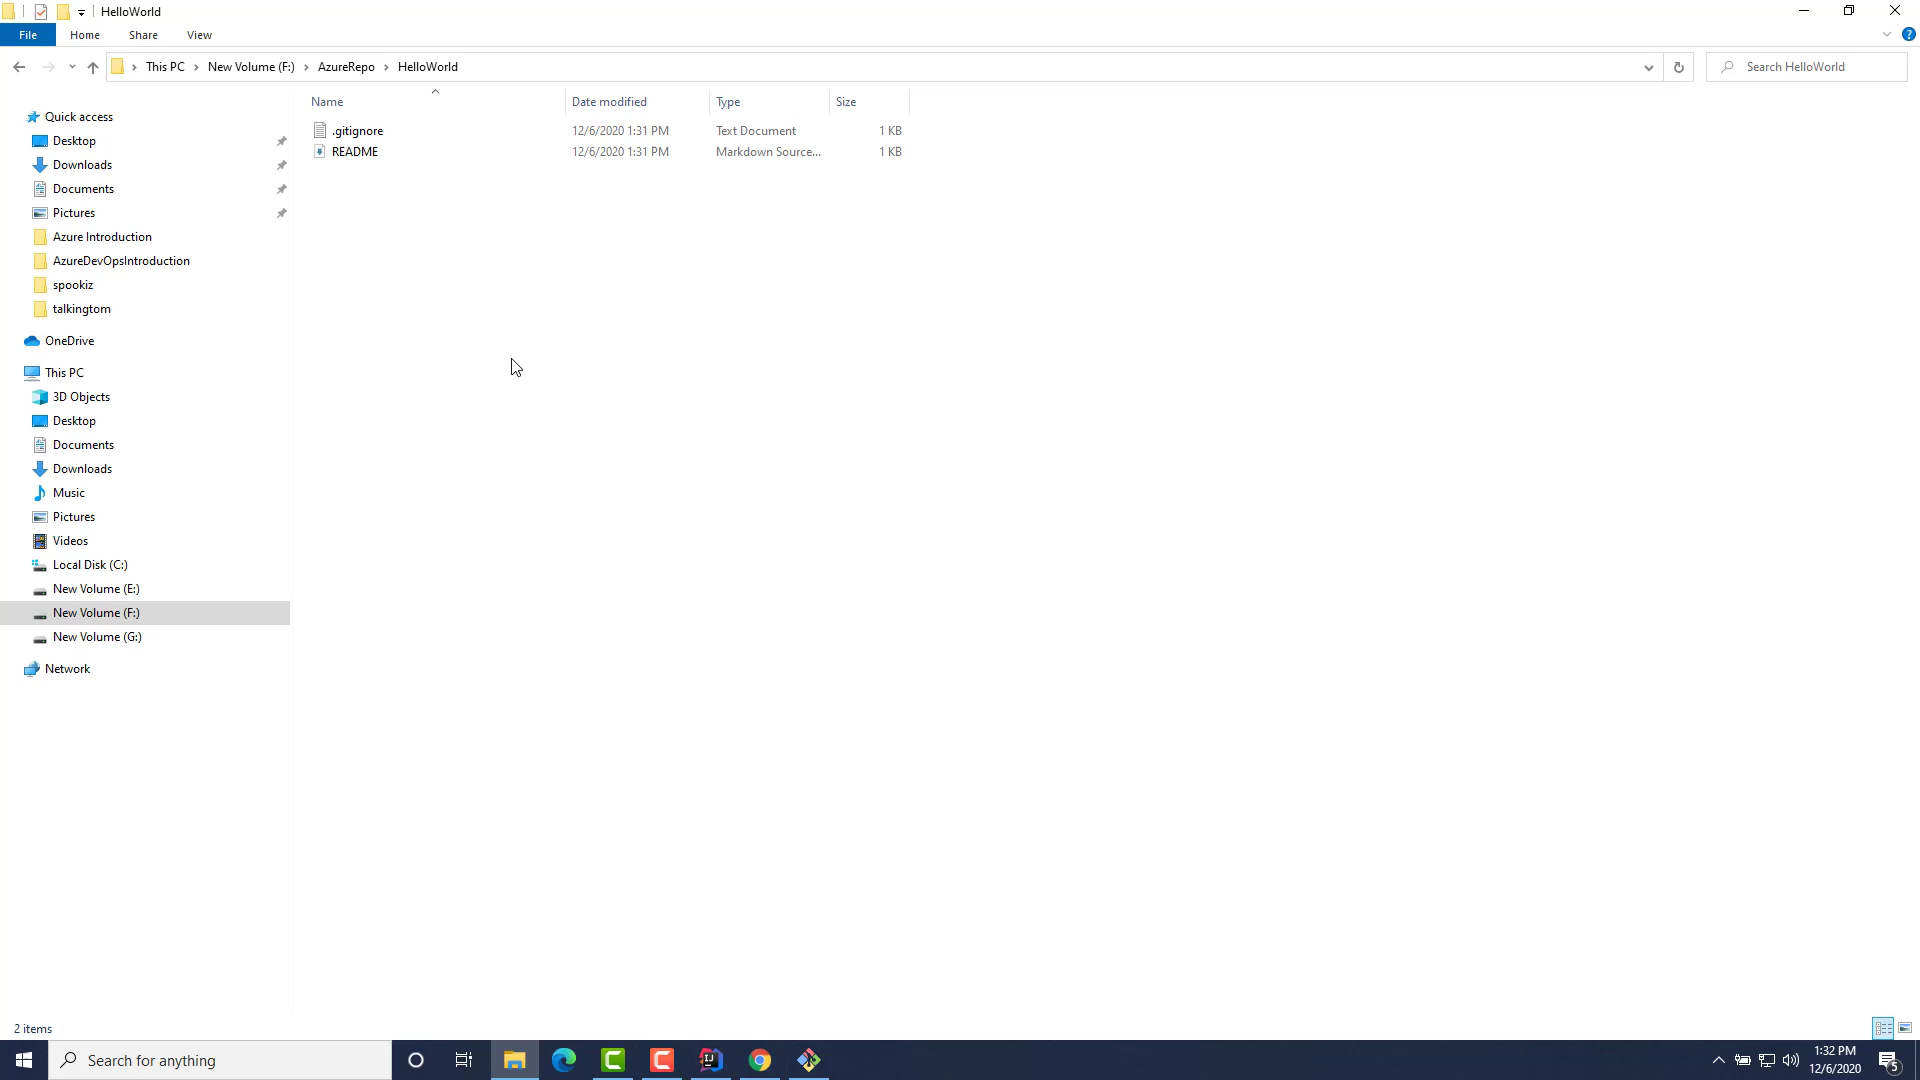 HelloWorld
File Home Share View
This PC New Volume (F:) AzureRepo HelloWorld Search HelloWorld
Name Date modified Type Size
.gitignore 12/6/2020 1:31 PM Text Document 1 KB
README 12/6/2020 1:31 PM Markdown Source... 1 KB
Quick access
Desktop
Downloads
Documents
Pictures
Azure Introduction
AzureDevOpsIntroduction
spookiz
talkingtom
OneDrive
This PC
3D Objects
Desktop
Documents
Downloads
Music
Pictures
Videos
Local Disk (C:)
New Volume (E:)
New Volume (F:)
New Volume (G:)
Network
2 items
Search for anything
1:32 PM
12/6/2020
5